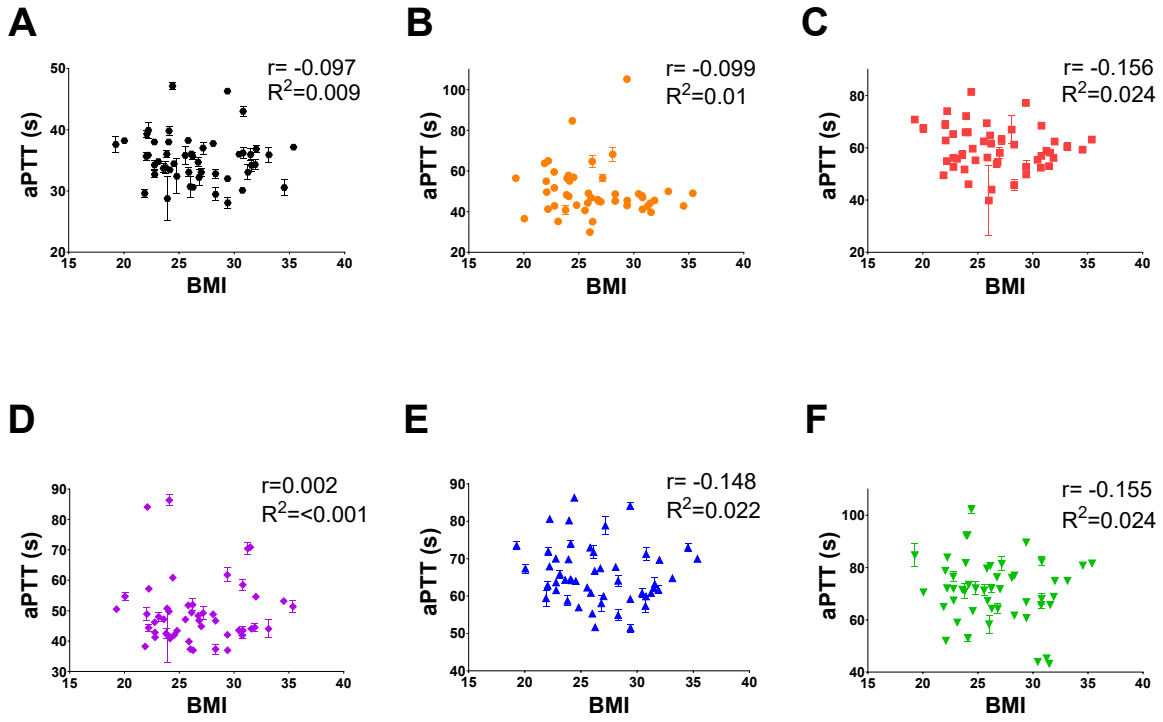 A
r= -0.097
R²=0.009
50
40
30
20
aPTT (s)
15 20 25 30 35 40
BMI
B
r= -0.099
R²=0.01
100
80
60
40
20
aPTT (s)
15 20 25 30 35 40
BMI
C
r= -0.156
R²=0.024
80
60
40
20
aPTT (s)
15 20 25 30 35 40
BMI
D
r=0.002
R²=<0.001
90
80
70
60
50
40
30
aPTT (s)
15 20 25 30 35 40
BMI
E
r= -0.148
R²=0.022
90
80
70
60
50
40
aPTT (s)
15 20 25 30 35 40
BMI
F
r= -0.155
R²=0.024
100
80
60
40
aPTT (s)
15 20 25 30 35 40
BMI